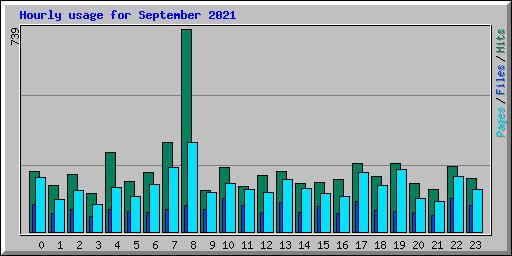 Hourly usage for September 2021
739
Pages / Files / Hits
0 1 2 3 4 5 6 7 8 9 10 11 12 13 14 15 16 17 18 19 20 21 22 23